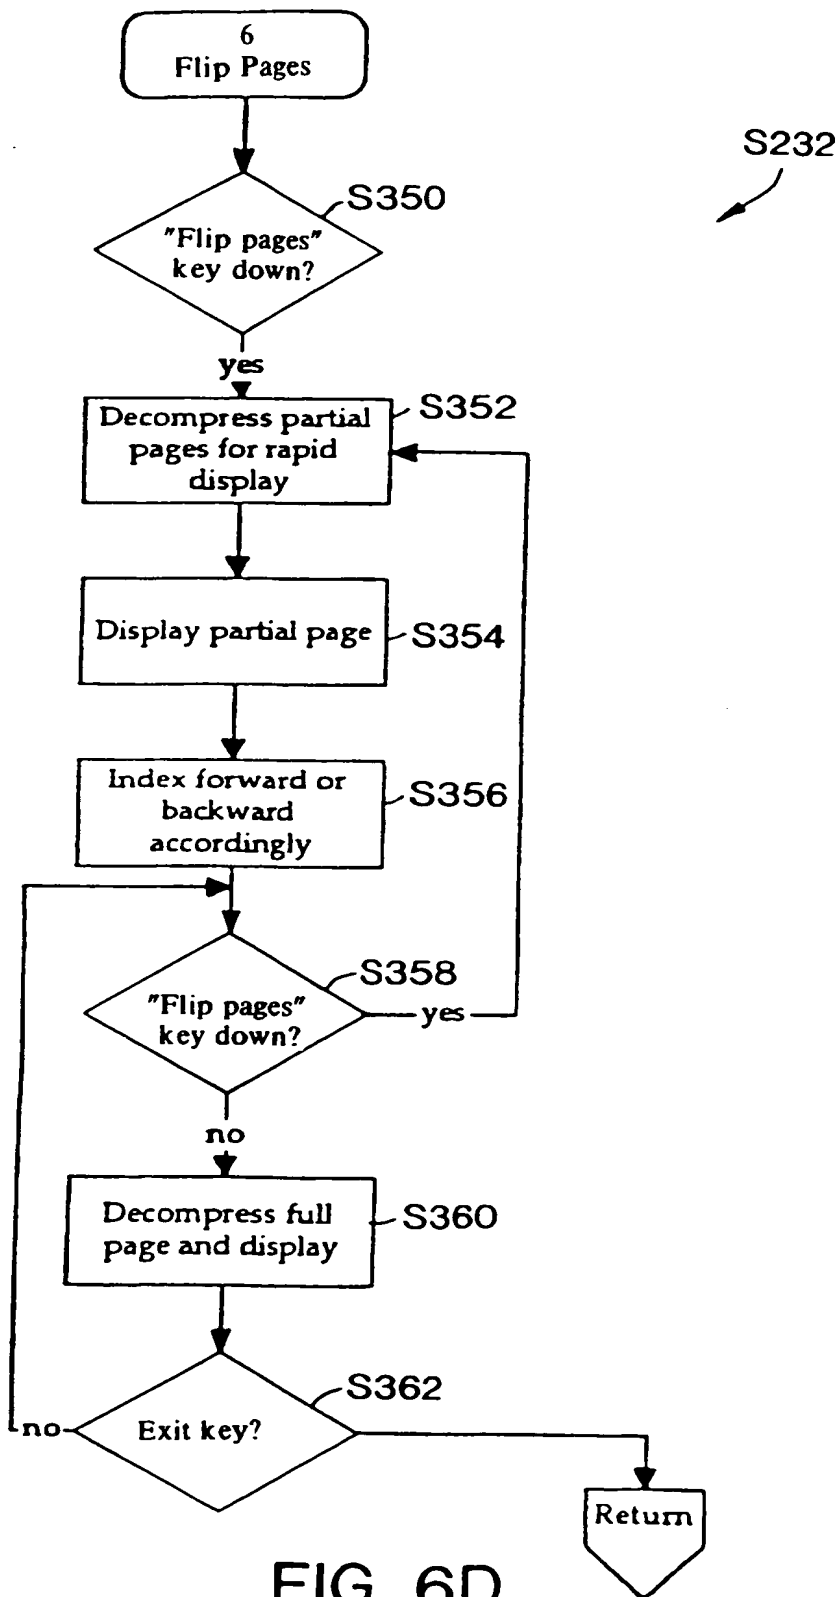 6
Flip Pages
S232
S350
"Flip pages"
key down?
yes
S352
Decompress partial
pages for rapid
display
Display partial page
S354
Index forward or
backward
accordingly
S356
S358
"Flip pages"
key down?
yes
no
Decompress full
page and display
S360
S362
Exit key?
no
Return
FIG. 6D